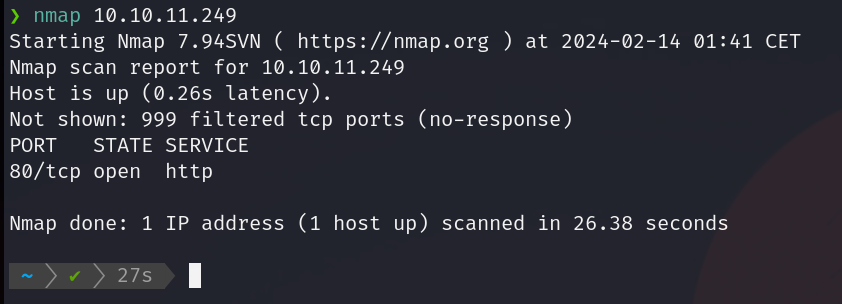 ❯ nmap 10.10.11.249
Starting Nmap 7.94SVN ( https://nmap.org ) at 2024-02-14 01:41 CET
Nmap scan report for 10.10.11.249
Host is up (0.26s latency).
Not shown: 999 filtered tcp ports (no-response)
PORT   STATE SERVICE
80/tcp open  http
Nmap done: 1 IP address (1 host up) scanned in 26.38 seconds
~ ✔ 27s